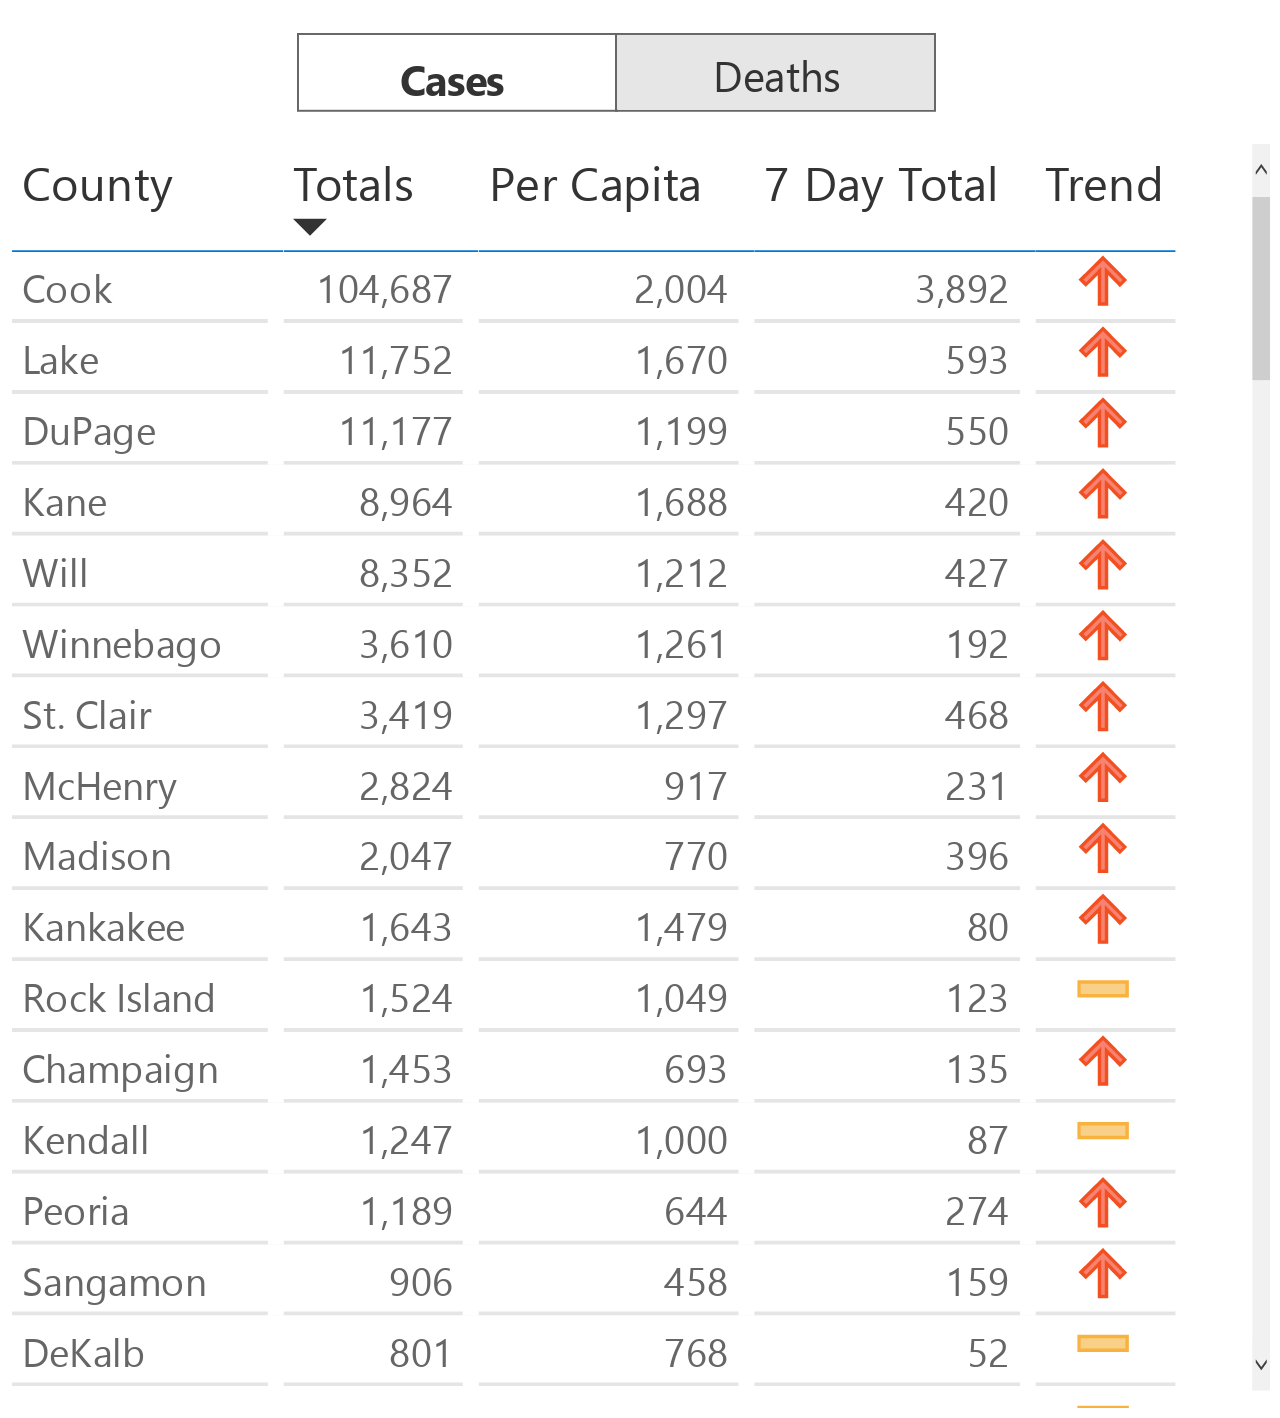 Cases Deaths
County Totals Per Capita 7 Day Total Trend
Cook 104,687 2,004 3,892
Lake 11,752 1,670 593
DuPage 11,177 1,199 550
Kane 8,964 1,688 420
Will 8,352 1,212 427
Winnebago 3,610 1,261 192
St. Clair 3,419 1,297 468
McHenry 2,824 917 231
Madison 2,047 770 396
Kankakee 1,643 1,479 80
Rock Island 1,524 1,049 123
Champaign 1,453 693 135
Kendall 1,247 1,000 87
Peoria 1,189 644 274
Sangamon 906 458 159
DeKalb 801 768 52